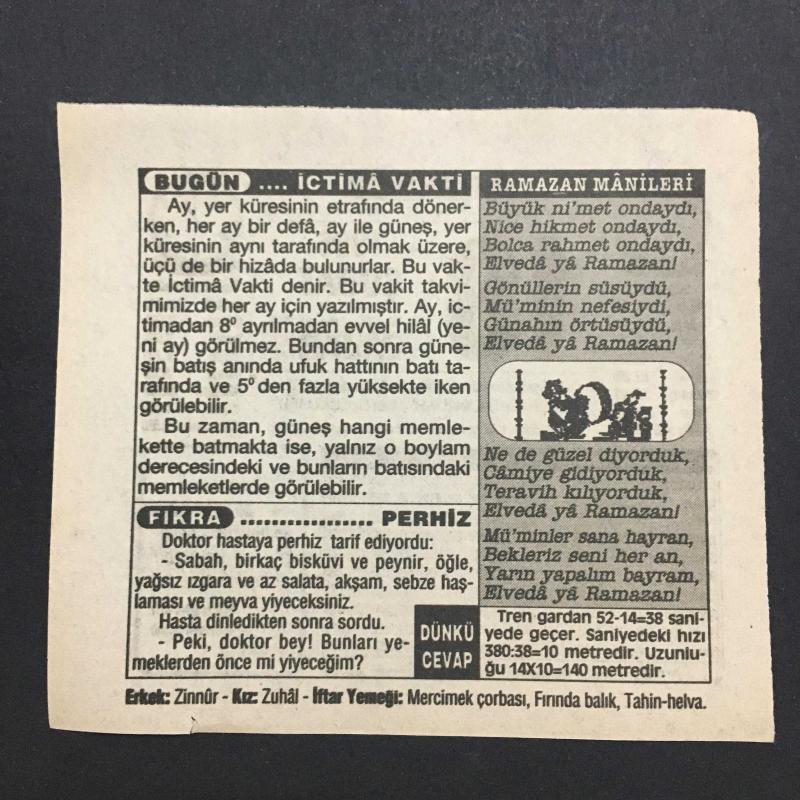 BUGÜN .... İCTİMÂ VAKTİ
Ay, yer küresinin etrafında döner-
ken, her ay bir defâ, ay ile güneş, yer
küresinin aynı tarafında olmak üzere,
üçü de bir hizâda bulunurlar. Bu vak-
te İctimâ Vakti denir. Bu vakit takvi-
mimizde her ay için yazılmıştır. Ay, ic-
timadan 8º ayrılmadan evvel hilâl (ye-
ni ay) görülmez. Bundan sonra güne-
şin batış anında ufuk hattının batı ta-
rafında ve 5º den fazla yüksekte iken
görülebilir.
Bu zaman, güneş hangi memle-
kette batmakta ise, yalnız o boylam
derecesindeki ve bunların batısındaki
memleketlerde görülebilir.
FIKRA .................. PERHİZ
Doktor hastaya perhiz tarif ediyordu:
- Sabah, birkaç bisküvi ve peynir, öğle,
yağsız ızgara ve az salata, akşam, sebze haş-
laması ve meyva yiyeceksiniz.
Hasta dinledikten sonra sordu.
- Peki, doktor bey! Bunları ye-
meklerden önce mi yiyeceğim?
RAMAZAN MÂNİLERİ
Büyük ni'met ondaydı,
Nice hikmet ondaydı,
Bolca rahmet ondaydı,
Elvedâ yâ Ramazan!
Gönüllerin süsüydü,
Mü'minin nefesiydi,
Günahın örtüsüydü,
Elvedâ yâ Ramazan!
Ne de güzel diyorduk,
Câmiye gidiyorduk,
Teravih kılıyorduk,
Elvedâ yâ Ramazan!
Mü'minler sana hayran,
Bekleriz seni her an,
Yarın yapalım bayram,
Elvedâ yâ Ramazan!
DÜNKÜ
CEVAP
Tren gardan 52-14=38 sani-
yede geçer. Saniyedeki hızı
380:38=10 metredir. Uzunlu-
ğu 14X10=140 metredir.
Erkek: Zinnûr - Kız: Zuhâl - İftar Yemeği: Mercimek çorbası, Fırında balık, Tahin-helva.